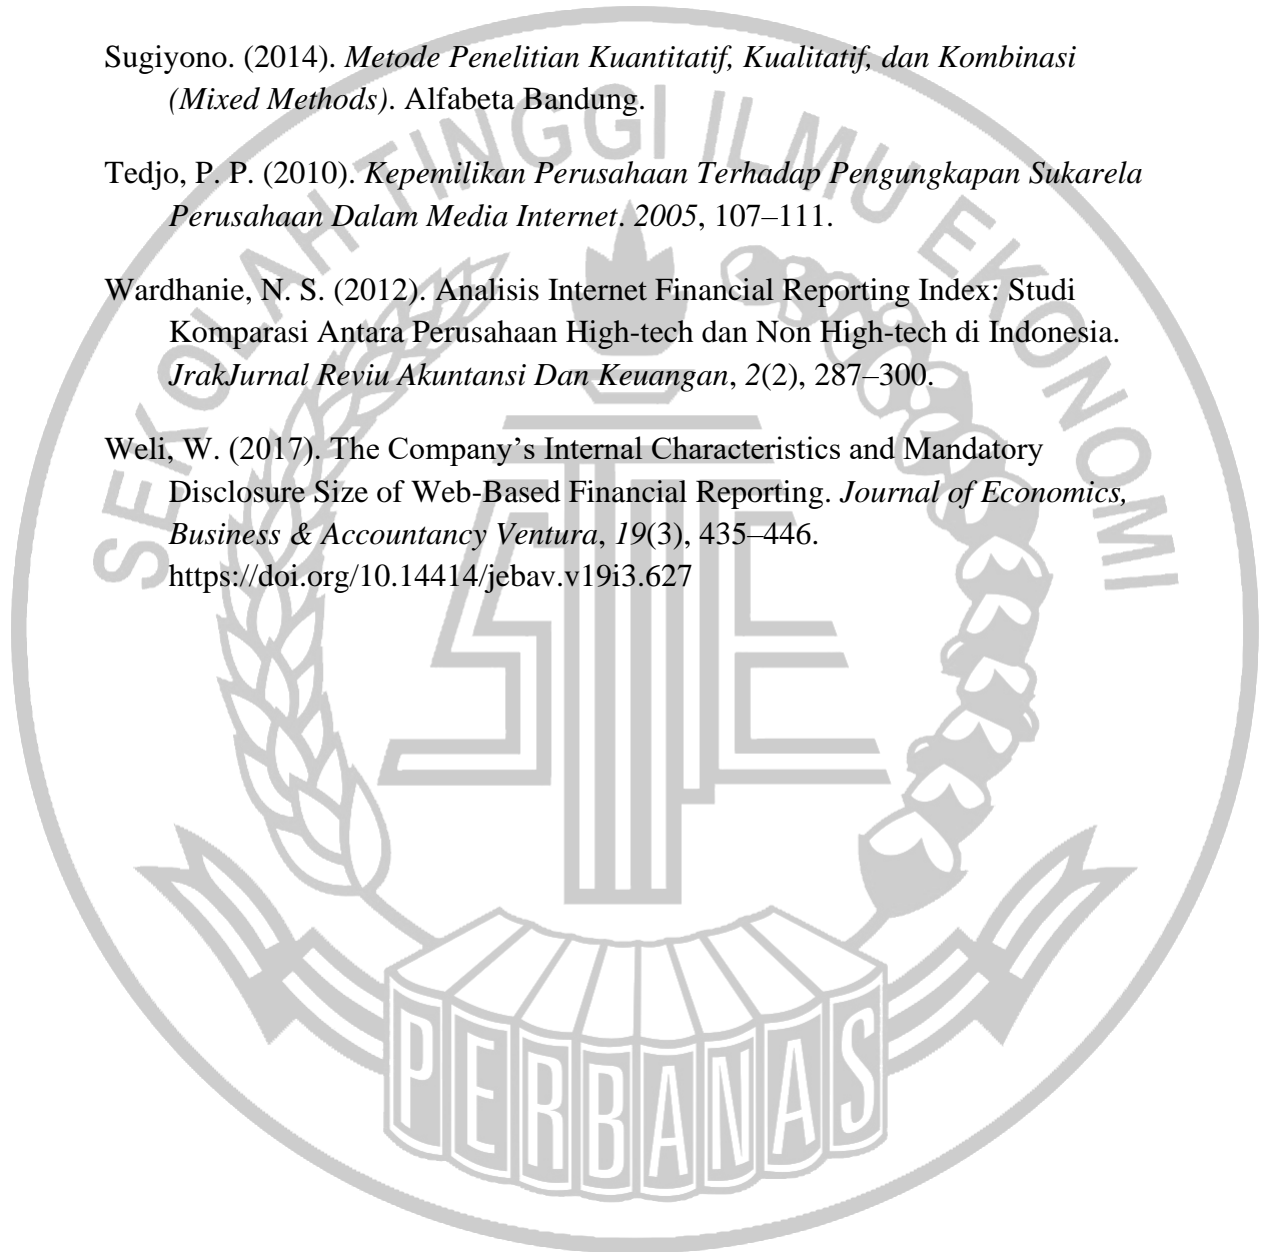 Sugiyono. (2014). Metode Penelitian Kuantitatif, Kualitatif, dan Kombinasi
(Mixed Methods). Alfabeta Bandung.
Tedjo, P. P. (2010). Kepemilikan Perusahaan Terhadap Pengungkapan Sukarela
Perusahaan Dalam Media Internet. 2005, 107–111.
Wardhanie, N. S. (2012). Analisis Internet Financial Reporting Index: Studi
Komparasi Antara Perusahaan High-tech dan Non High-tech di Indonesia.
JrakJurnal Reviu Akuntansi Dan Keuangan, 2(2), 287–300.
Weli, W. (2017). The Company’s Internal Characteristics and Mandatory
Disclosure Size of Web-Based Financial Reporting. Journal of Economics,
Business & Accountancy Ventura, 19(3), 435–446.
https://doi.org/10.14414/jebav.v19i3.627
SEKOLAH TINGGI ILMU EKONOMI
STIE
PERBANAS